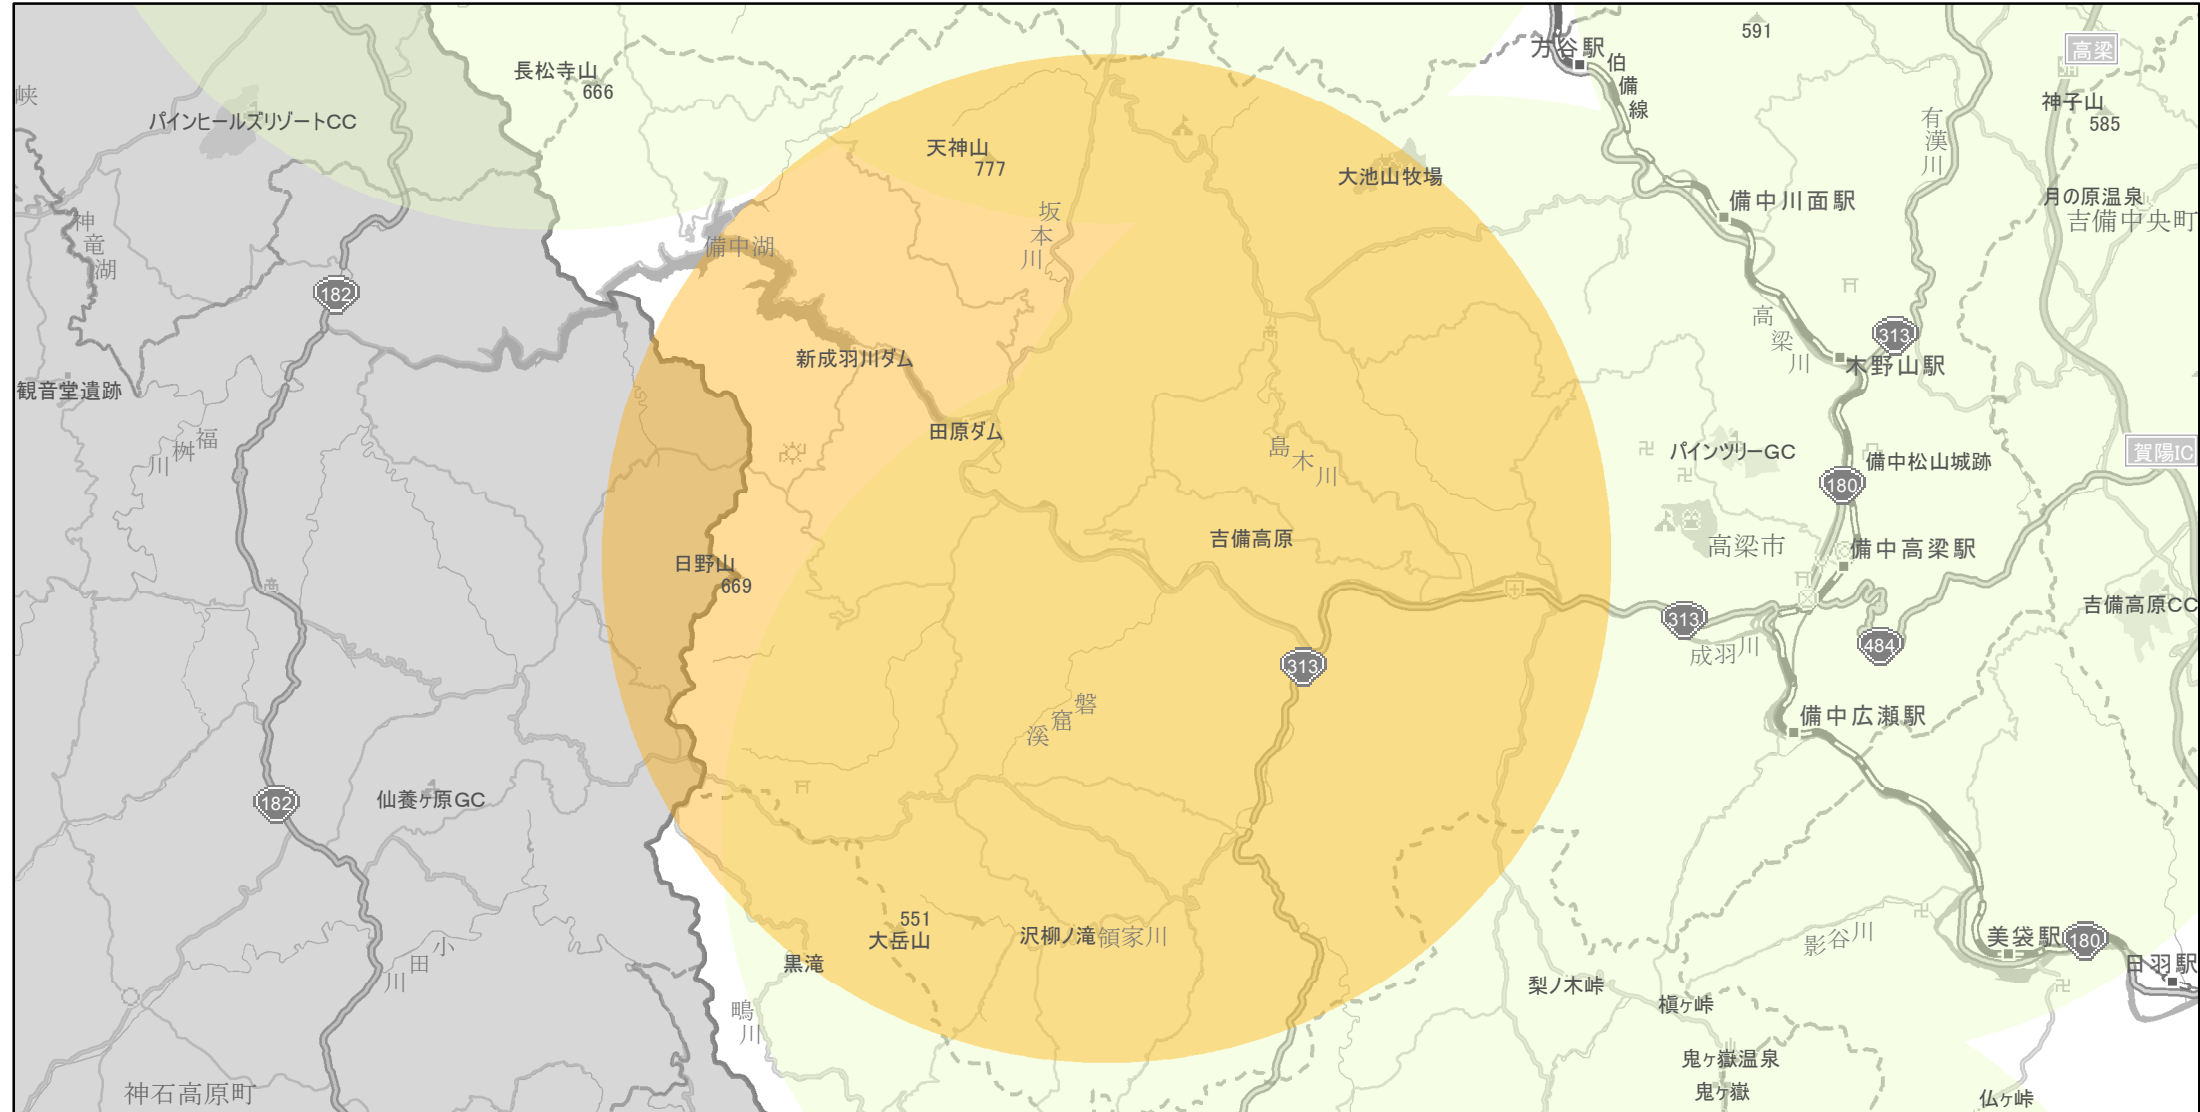 方谷駅
伯備線
591
高梁
長松寺山
666
峡
パインヒールズリゾートCC
神子山
585
有漢川
天神山
777
大池山牧場
備中川面駅
月の原温泉
吉備中央町
坂本川
神竜湖
備中湖
182
高梁川
313
新成羽川ダム
木野山駅
観音堂遺跡
田原ダム
福桝川
島木川
パインツリーGC
備中松山城跡
賀陽IC
180
吉備高原
高梁市
備中高梁駅
日野山
669
吉備高原CC
313
成羽川
484
313
磐窟溪
備中広瀬駅
182
仙養ヶ原GC
551
大岳山
沢柳ノ滝
領家川
影谷川
美袋駅
180
日羽駅
黒滝
小田川
梨ノ木峠
槇ヶ峠
鴫川
鬼ヶ嶽温泉
鬼ヶ嶽
神石高原町
仏ヶ峠